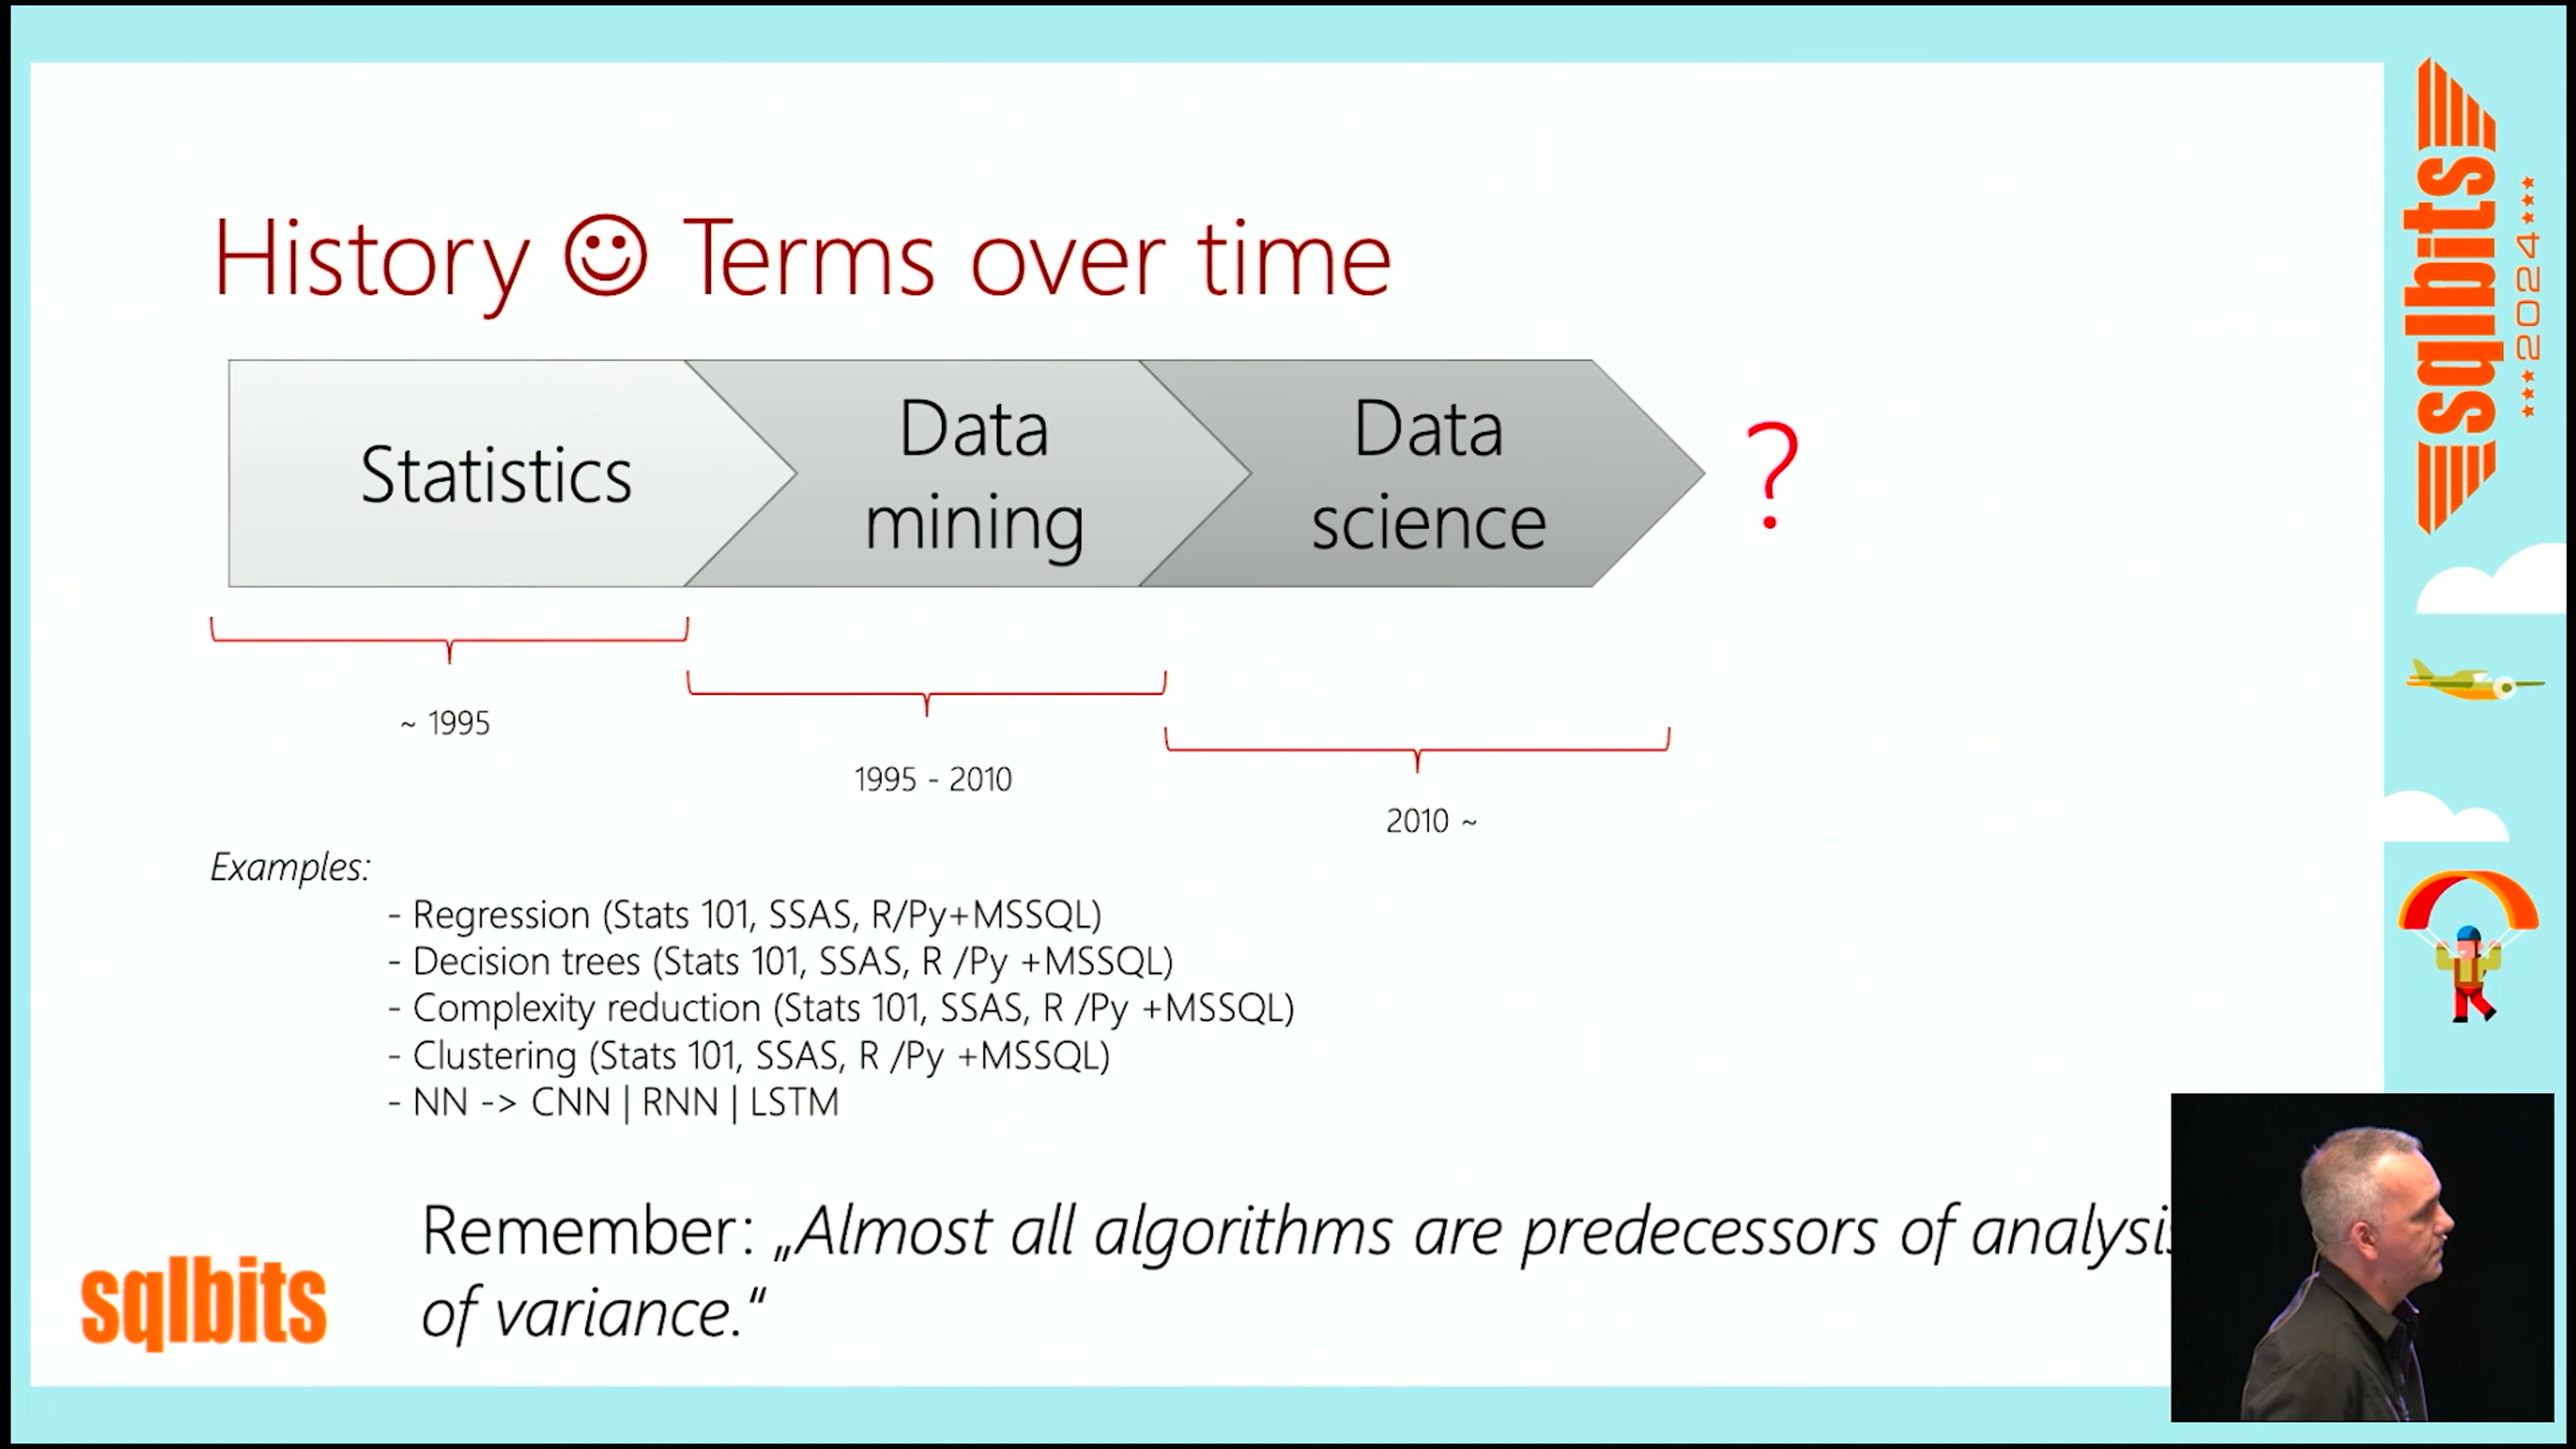 History ☺ Terms over time
Statistics
Data
mining
Data
science
?
~ 1995
1995 - 2010
2010 ~
Examples:
- Regression (Stats 101, SSAS, R/Py+MSSQL)
- Decision trees (Stats 101, SSAS, R /Py +MSSQL)
- Complexity reduction (Stats 101, SSAS, R /Py +MSSQL)
- Clustering (Stats 101, SSAS, R /Py +MSSQL)
- NN -> CNN | RNN | LSTM
Remember: „Almost all algorithms are predecessors of analysis
of variance.“
sqlbits
sqlbits
2024